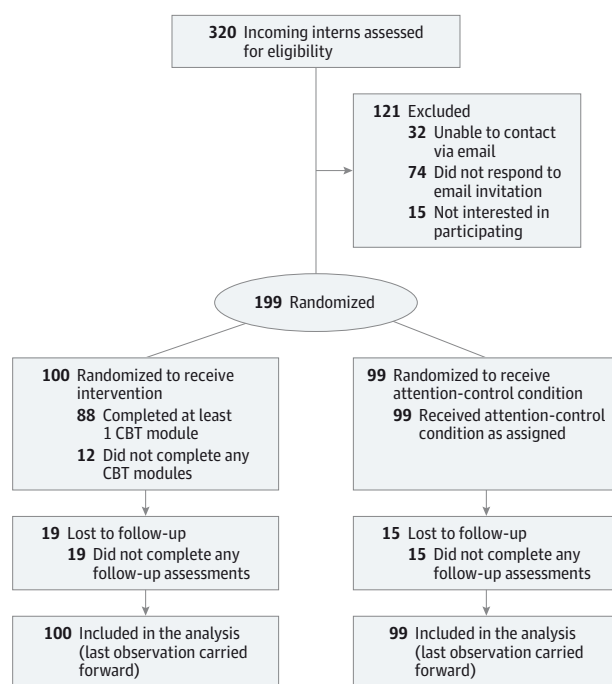 320 Incoming interns assessed
for eligibility
121 Excluded
32 Unable to contact
via email
74 Did not respond to
email invitation
15 Not interested in
participating
199 Randomized
100 Randomized to receive
intervention
88 Completed at least
1 CBT module
12 Did not complete any
CBT modules
99 Randomized to receive
attention-control condition
99 Received attention-control
condition as assigned
19 Lost to follow-up
19 Did not complete any
follow-up assessments
15 Lost to follow-up
15 Did not complete any
follow-up assessments
100 Included in the analysis
(last observation carried
forward)
99 Included in the analysis
(last observation carried
forward)